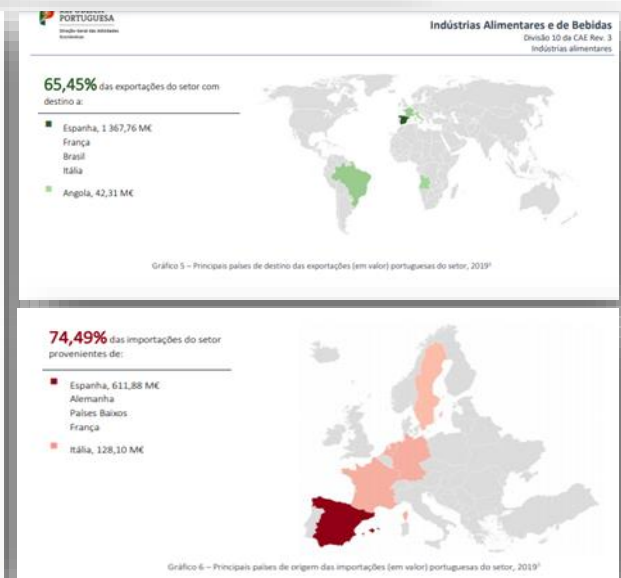 PORTUGUESA
Indústrias Alimentares e de Bebidas
Divisão 10 da CAE Rev. 3
Indústrias alimentares
65,45% das exportações do setor com
destino a:
Espanha, 1 367,76 M€
França
Brasil
Itália
Angola, 42,31 M€
Gráfico 5 – Principais países de destino das exportações (em valor) portuguesas do setor, 2019
74,49% das importações do setor
provenientes de:
Espanha, 611,88 M€
Alemanha
Países Baixos
França
Itália, 128,10 M€
Gráfico 6 – Principais países de origem das importações (em valor) portuguesas do setor, 2019